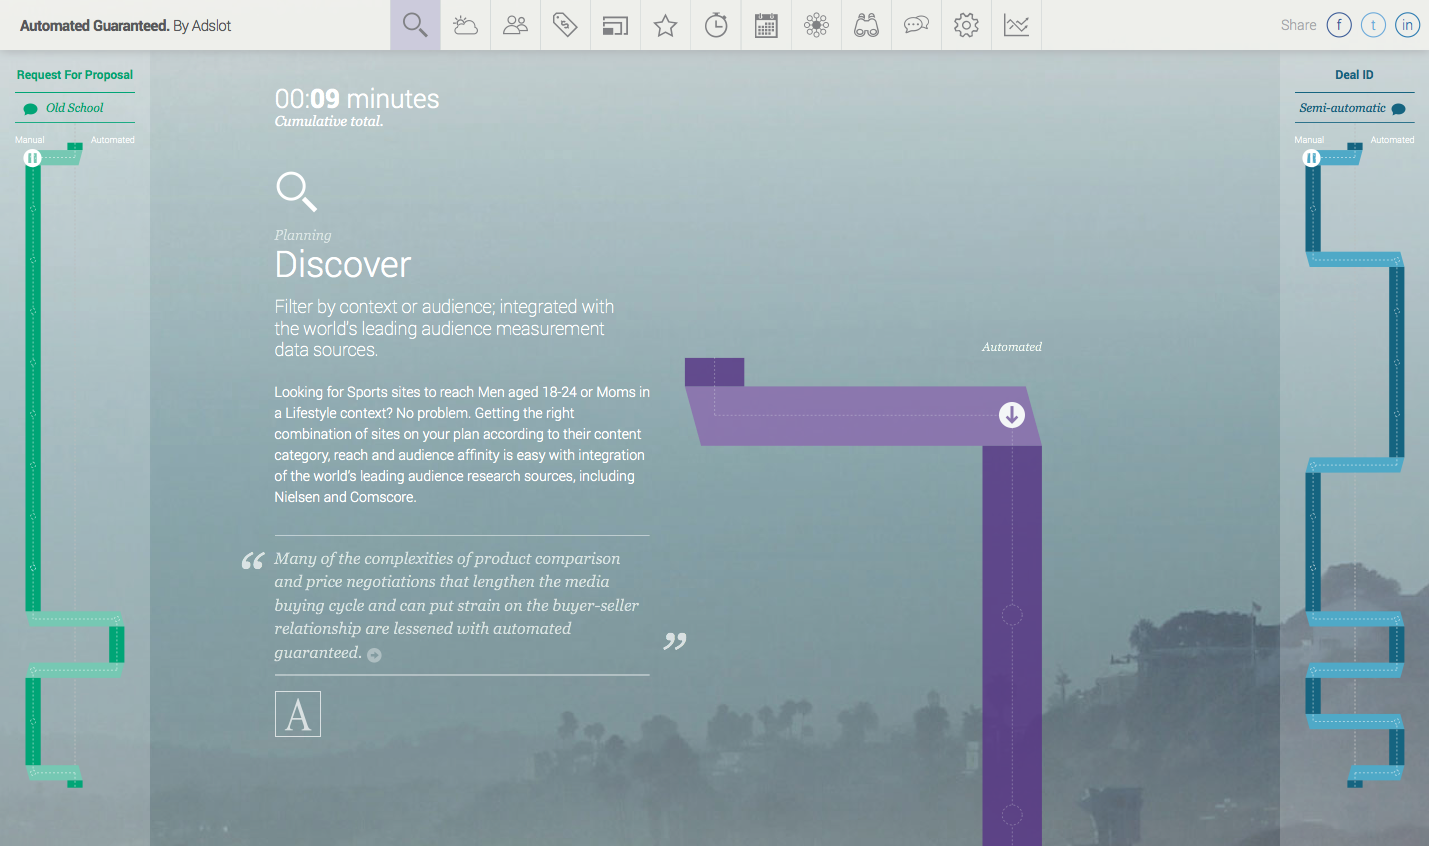 Automated Guaranteed. By Adslot
Share f t in
Request For Proposal
Old School
Manual Automated
00:09 minutes
Cumulative total.
Planning
Discover
Filter by context or audience; integrated with
the world's leading audience measurement
data sources.
Looking for Sports sites to reach Men aged 18-24 or Moms in
a Lifestyle context? No problem. Getting the right
combination of sites on your plan according to their content
category, reach and audience affinity is easy with integration
of the world's leading audience research sources, including
Nielsen and Comscore.
“ Many of the complexities of product comparison
and price negotiations that lengthen the media
buying cycle and can put strain on the buyer-seller
relationship are lessened with automated
guaranteed. ”
A
Automated
Deal ID
Semi-automatic
Manual Automated